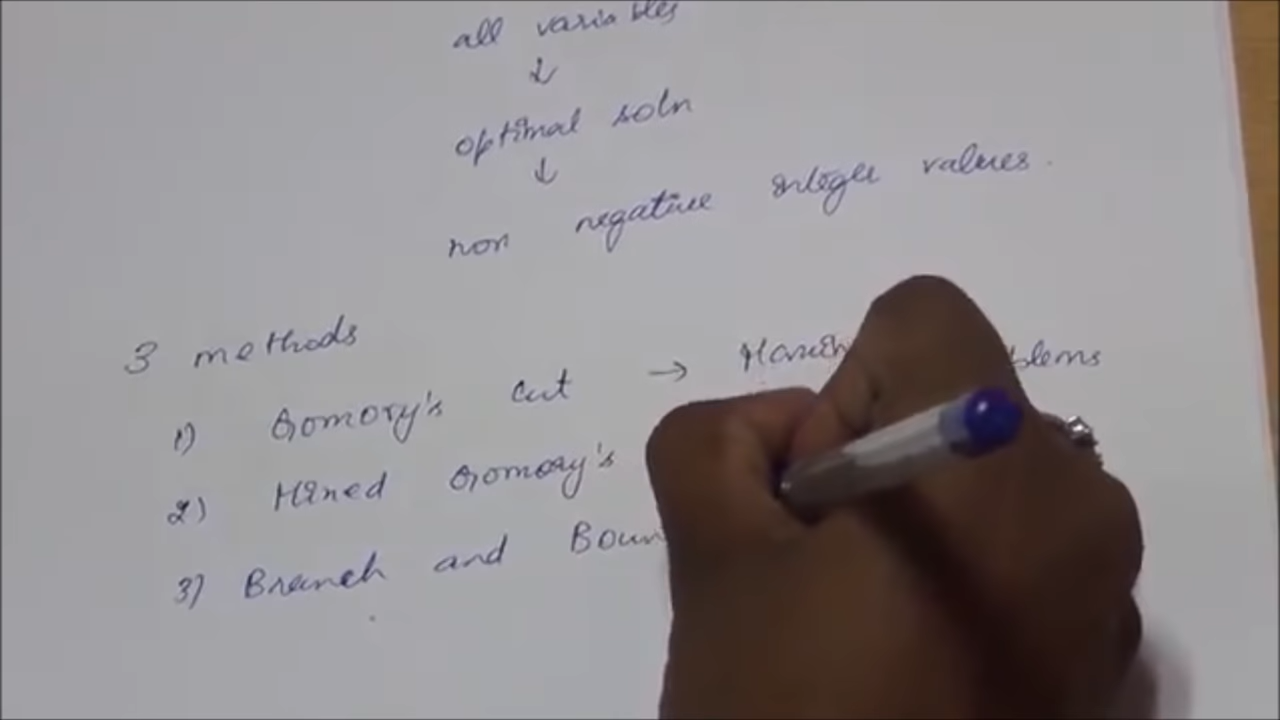 all variables
↓
optimal soln
↓
non negative integer values.
3 methods
1) Gomory's cut →
2) Mixed Gomory's
3) Branch and